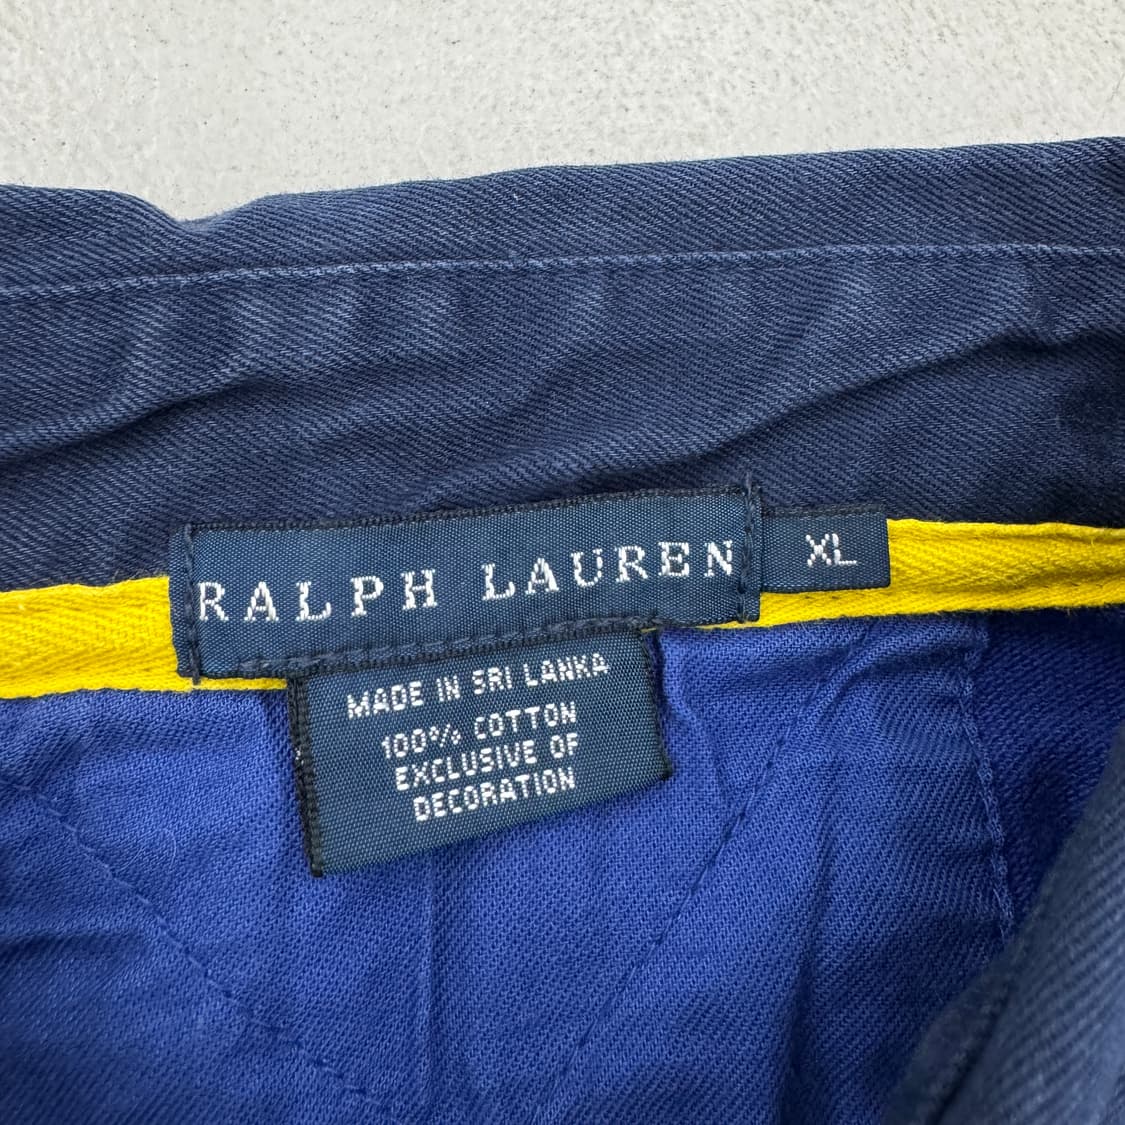 RALPH LAUREN
XL
MADE IN SRI LANKA
100% COTTON
EXCLUSIVE OF
DECORATION